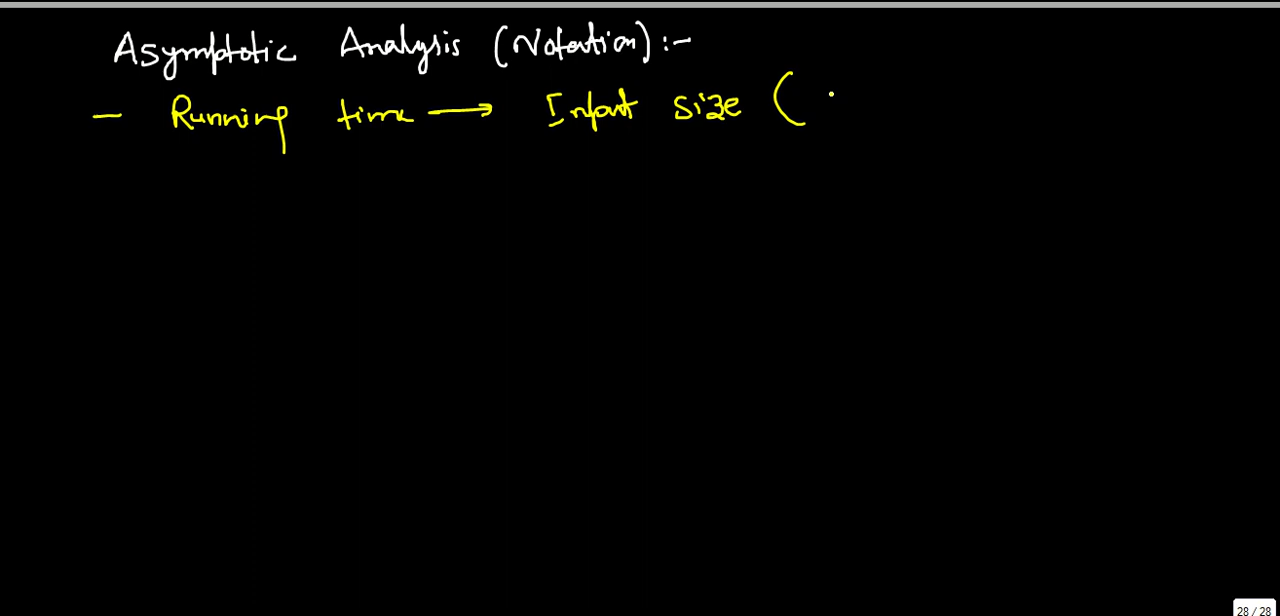 Asymptotic Analysis (Notation):-
- Running time → Input size (
28 / 28